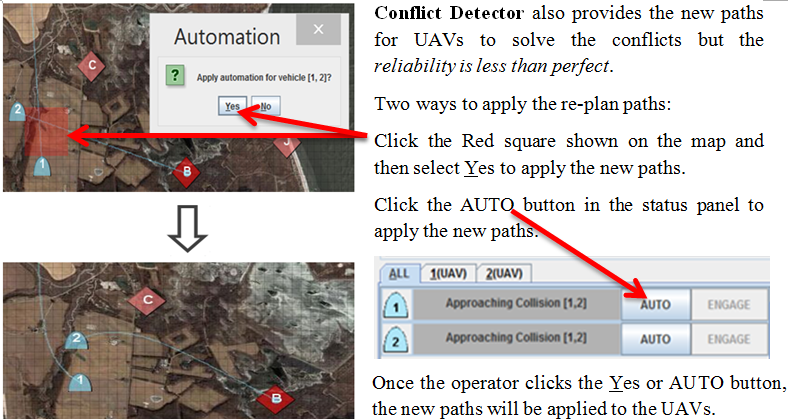 Automation
X
?
Apply automation for vehicle [1, 2]?
Yes No
C
2
1
B
J
Conflict Detector also provides the new paths
for UAVs to solve the conflicts but the
reliability is less than perfect.
Two ways to apply the re-plan paths:
Click the Red square shown on the map and
then select Yes to apply the new paths.
Click the AUTO button in the status panel to
apply the new paths.
ALL 1(UAV) 2(UAV)
1 Approaching Collision [1,2] AUTO ENGAGE
2 Approaching Collision [1,2] AUTO ENGAGE
C
2
1
B
Once the operator clicks the Yes or AUTO button,
the new paths will be applied to the UAVs.